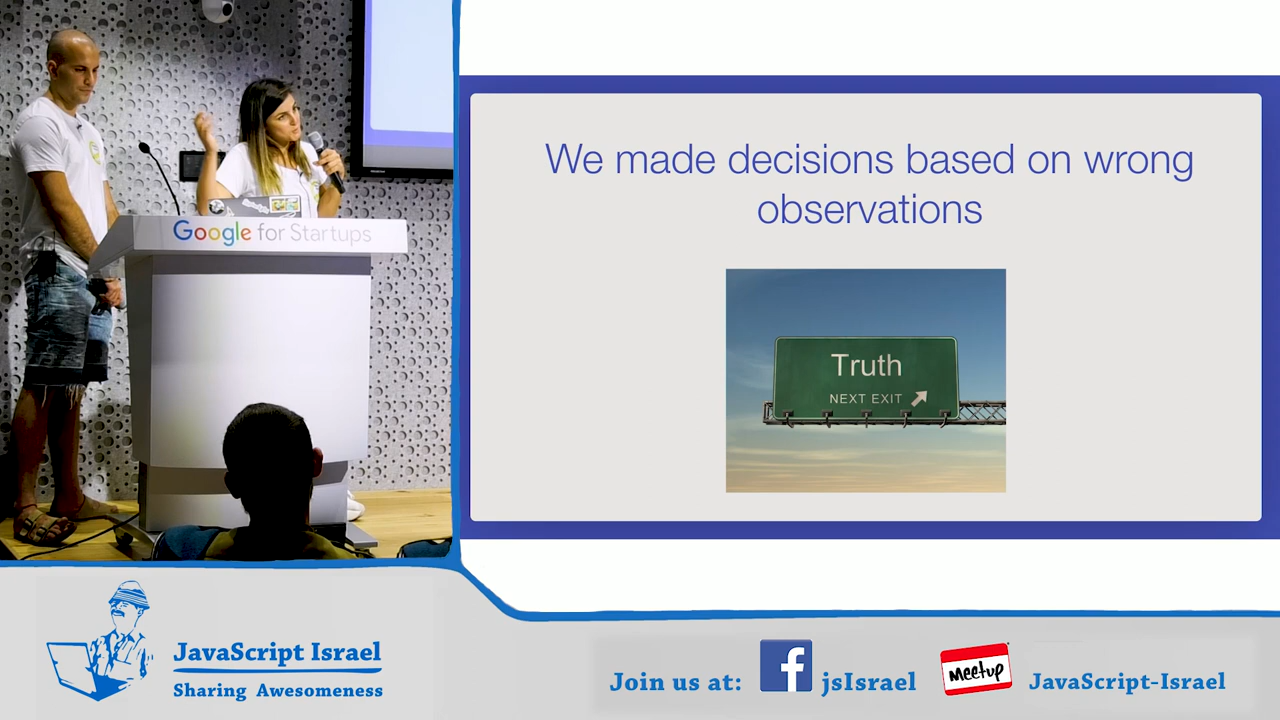 Google for Startups
We made decisions based on wrong
observations
Truth
NEXT EXIT
JavaScript Israel
Sharing Awesomeness
Join us at:
f
jsIsrael
Meetup
JavaScript-Israel